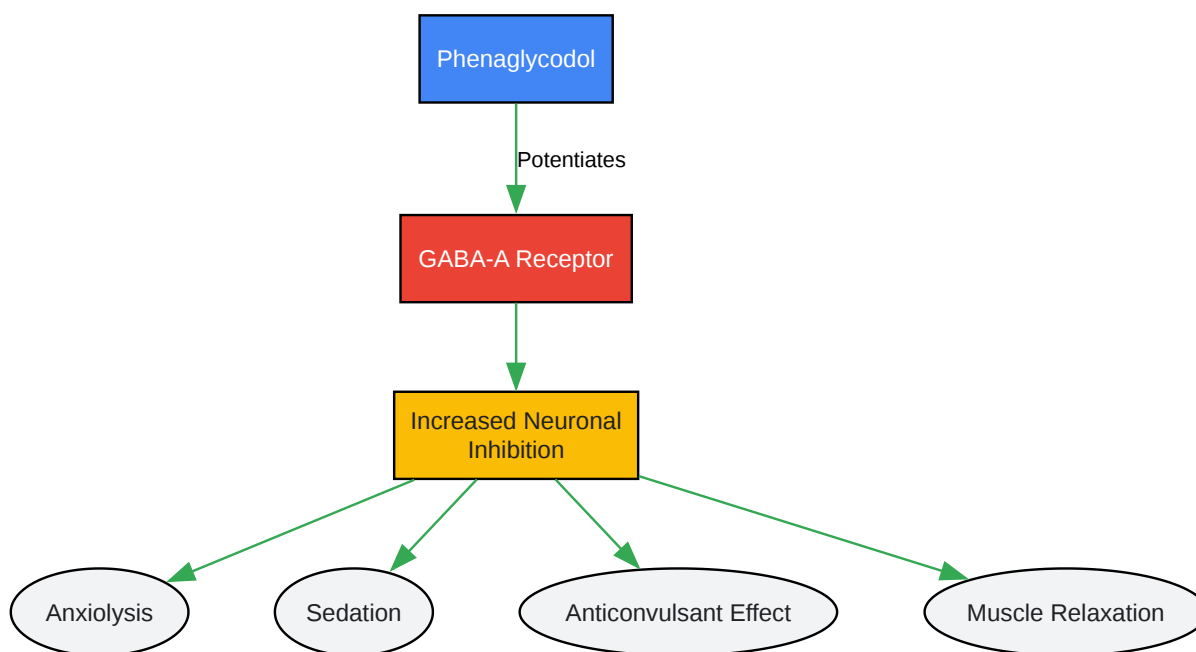 Phenaglycodol
Potentiates
GABA-A Receptor
Increased Neuronal
Inhibition
Anxiolysis
Sedation
Anticonvulsant Effect
Muscle Relaxation